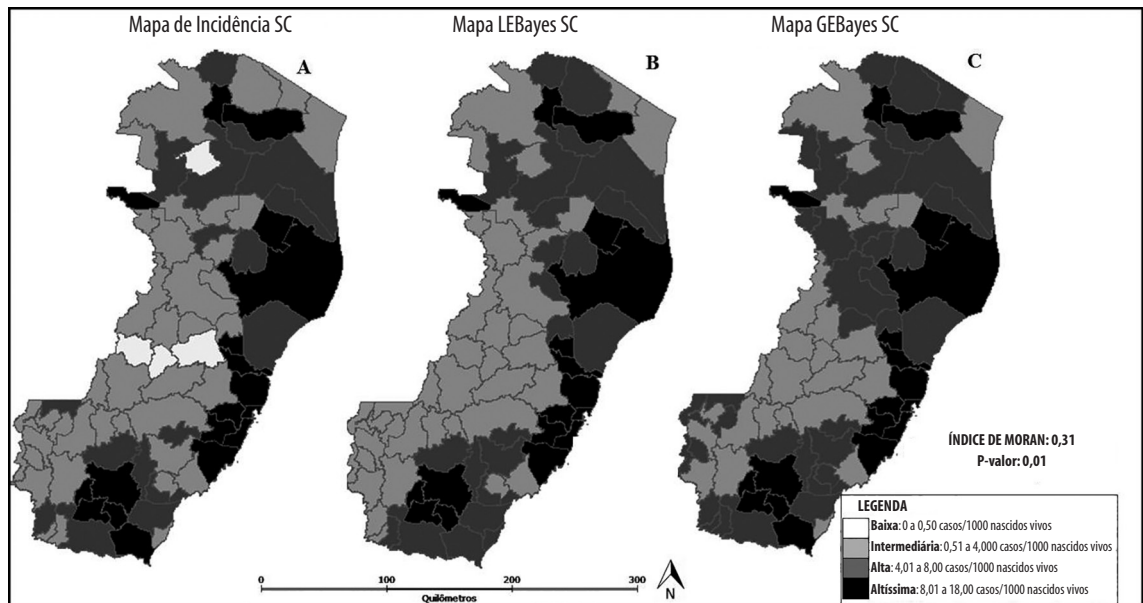 Mapa de Incidência SC
Mapa LEBayes SC
Mapa GEBayes SC
A
B
C
ÍNDICE DE MORAN: 0,31
P-valor: 0,01
LEGENDA
Baixa: 0 a 0,50 casos/1000 nascidos vivos
Intermediária: 0,51 a 4,000 casos/1000 nascidos vivos
Alta: 4,01 a 8,00 casos/1000 nascidos vivos
Altíssima: 8,01 a 18,00 casos/1000 nascidos vivos
0 100 200 300
Quilômetros
N